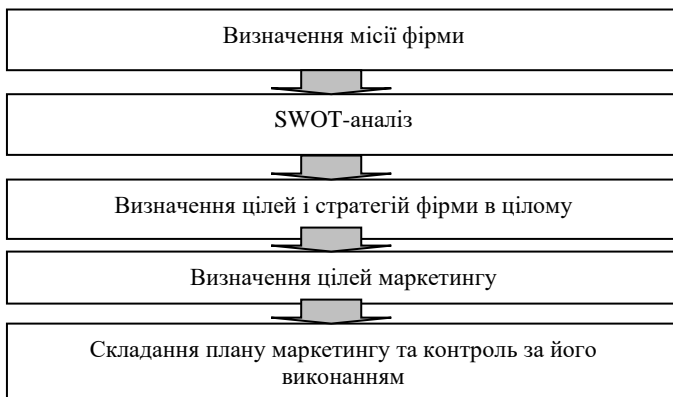 Визначення місії фірми
SWOT-аналіз
Визначення цілей і стратегій фірми в цілому
Визначення цілей маркетингу
Складання плану маркетингу та контроль за його
виконанням